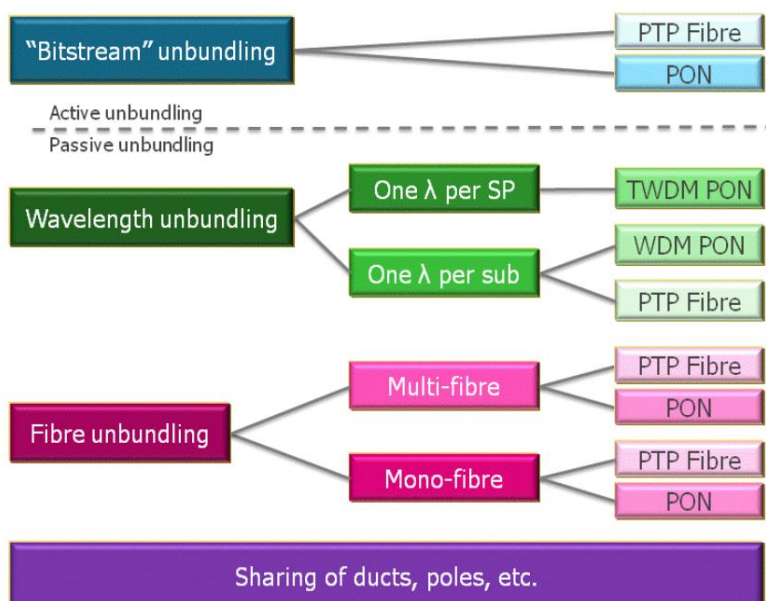 “Bitstream” unbundling
PTP Fibre
PON
Active unbundling
Passive unbundling
Wavelength unbundling
One λ per SP
TWDM PON
One λ per sub
WDM PON
PTP Fibre
Fibre unbundling
Multi-fibre
PTP Fibre
PON
Mono-fibre
PTP Fibre
PON
Sharing of ducts, poles, etc.